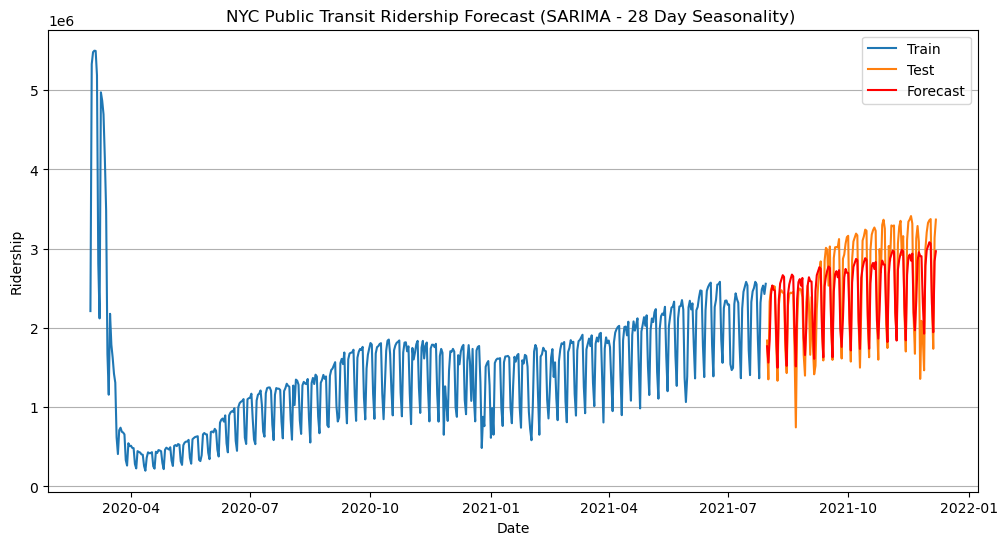 NYC Public Transit Ridership Forecast (SARIMA - 28 Day Seasonality)
1e6
Train
Test
Forecast
5
4
3
2
1
0
Ridership
2020-04 2020-07 2020-10 2021-01 2021-04 2021-07 2021-10 2022-01
Date